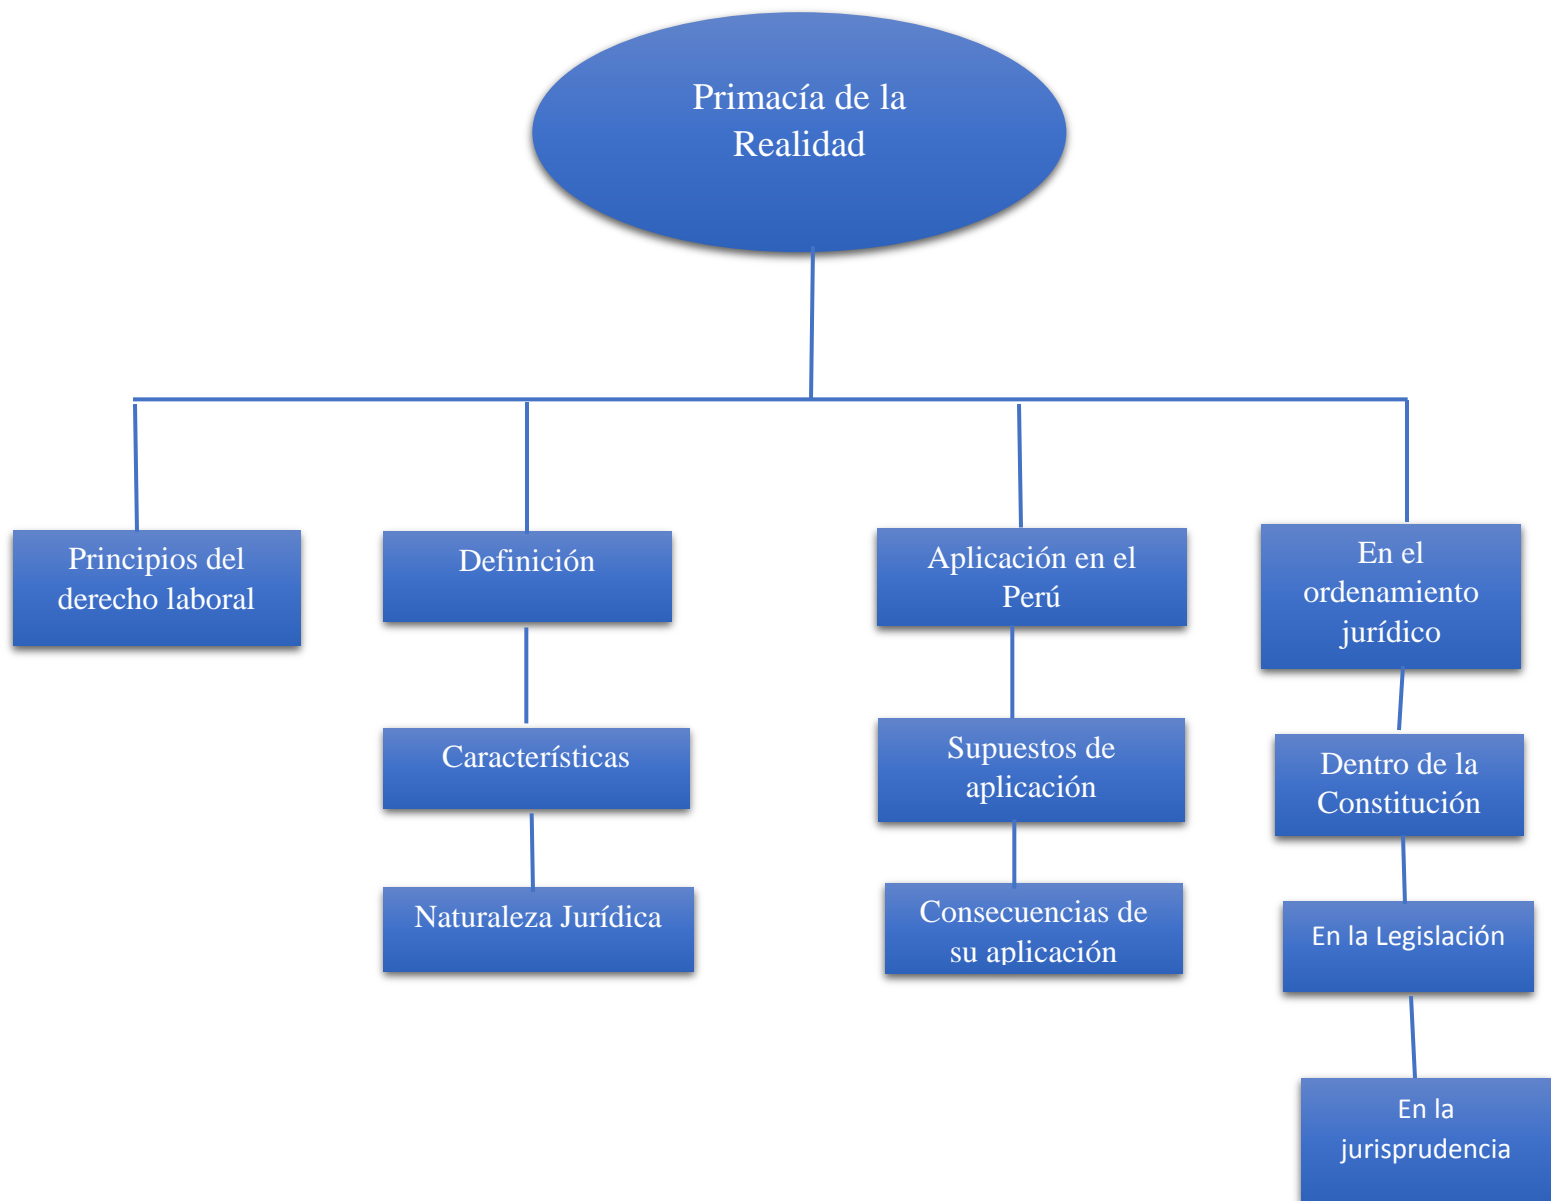 Primacía de la
Realidad
Principios del
derecho laboral
Definición
Características
Naturaleza Jurídica
Aplicación en el
Perú
Supuestos de
aplicación
Consecuencias de
su aplicación
En el
ordenamiento
jurídico
Dentro de la
Constitución
En la Legislación
En la
jurisprudencia